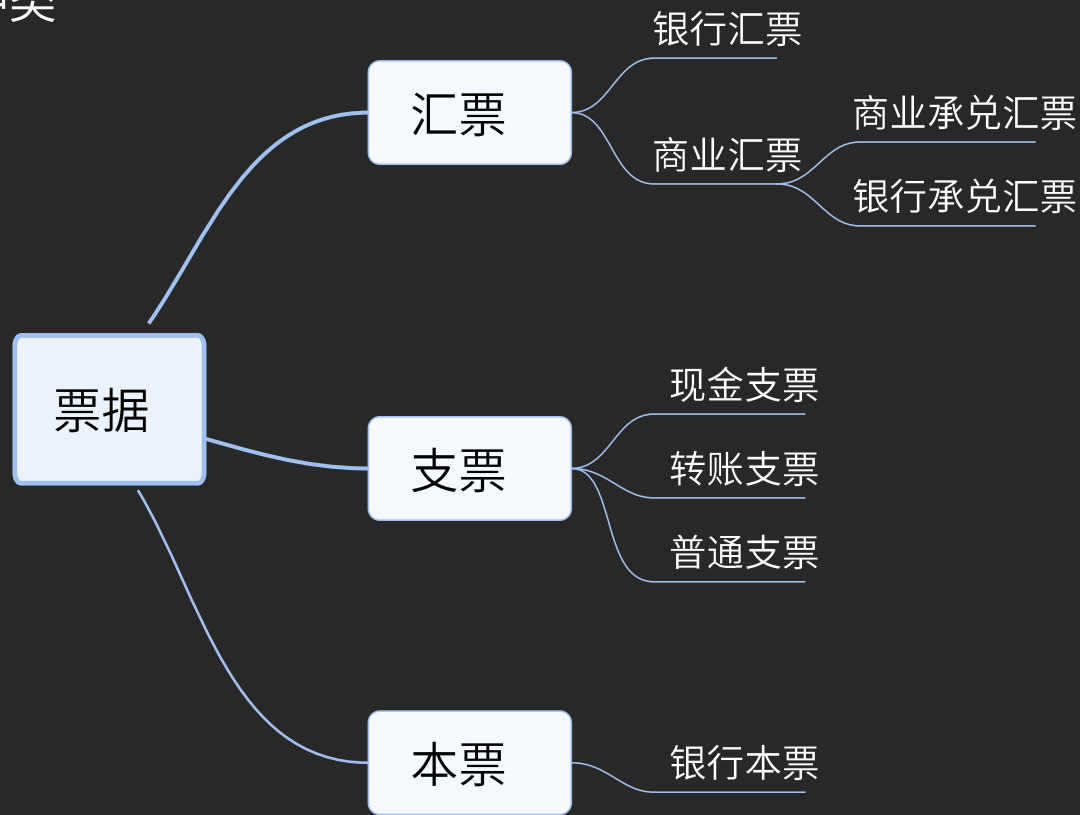 类
票据
汇票
银行汇票
商业汇票
商业承兑汇票
银行承兑汇票
支票
现金支票
转账支票
普通支票
本票
银行本票